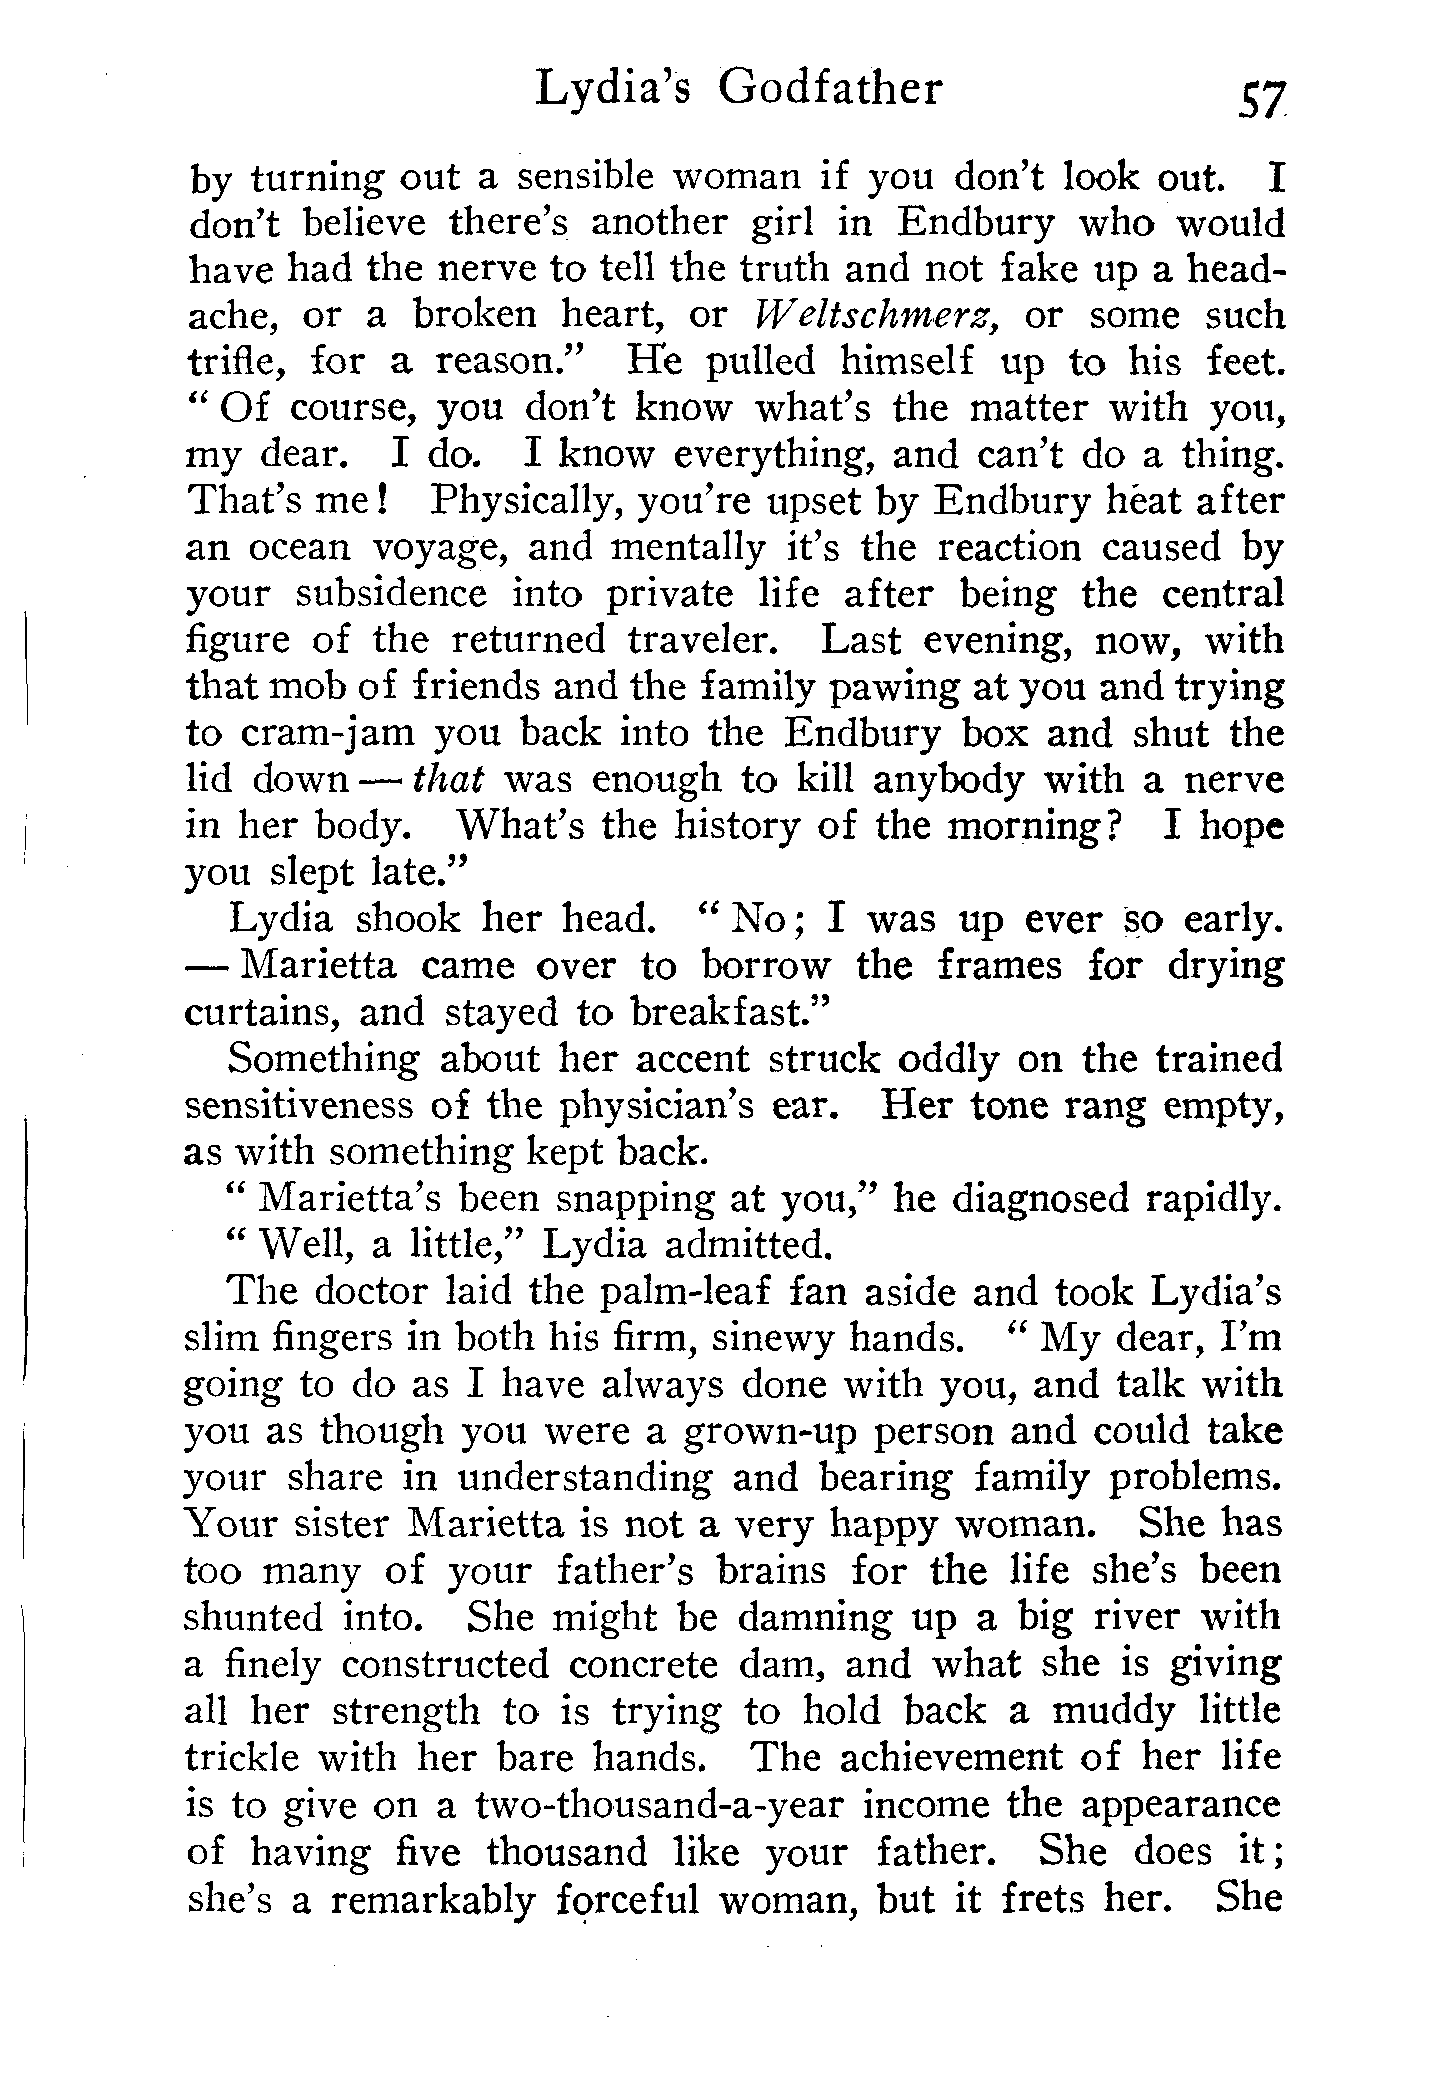 Lydia's Godfather 57
by turning out a sensible woman if you don't look out. I
don't believe there's another girl in Endbury who would
have had the nerve to tell the truth and not fake up a head-
ache, or a broken heart, or Weltschmerz, or some such
trifle, for a reason." He pulled himself up to his feet.
" Of course, you don't know what's the matter with you,
my dear. I do. I know everything, and can't do a thing.
That's me! Physically, you're upset by Endbury heat after
an ocean voyage, and mentally it's the reaction caused by
your subsidence into private life after being the central
figure of the returned traveler. Last evening, now, with
that mob of friends and the family pawing at you and trying
to cram-jam you back into the Endbury box and shut the
lid down — that was enough to kill anybody with a nerve
in her body. What's the history of the morning? I hope
you slept late."
Lydia shook her head. " No; I was up ever so early.
— Marietta came over to borrow the frames for drying
curtains, and stayed to breakfast."
Something about her accent struck oddly on the trained
sensitiveness of the physician's ear. Her tone rang empty,
as with something kept back.
" Marietta's been snapping at you," he diagnosed rapidly.
" Well, a little," Lydia admitted.
The doctor laid the palm-leaf fan aside and took Lydia's
slim fingers in both his firm, sinewy hands. " My dear, I'm
going to do as I have always done with you, and talk with
you as though you were a grown-up person and could take
your share in understanding and bearing family problems.
Your sister Marietta is not a very happy woman. She has
too many of your father's brains for the life she's been
shunted into. She might be damning up a big river with
a finely constructed concrete dam, and what she is giving
all her strength to is trying to hold back a muddy little
trickle with her bare hands. The achievement of her life
is to give on a two-thousand-a-year income the appearance
of having five thousand like your father. She does it;
she's a remarkably forceful woman, but it frets her. She